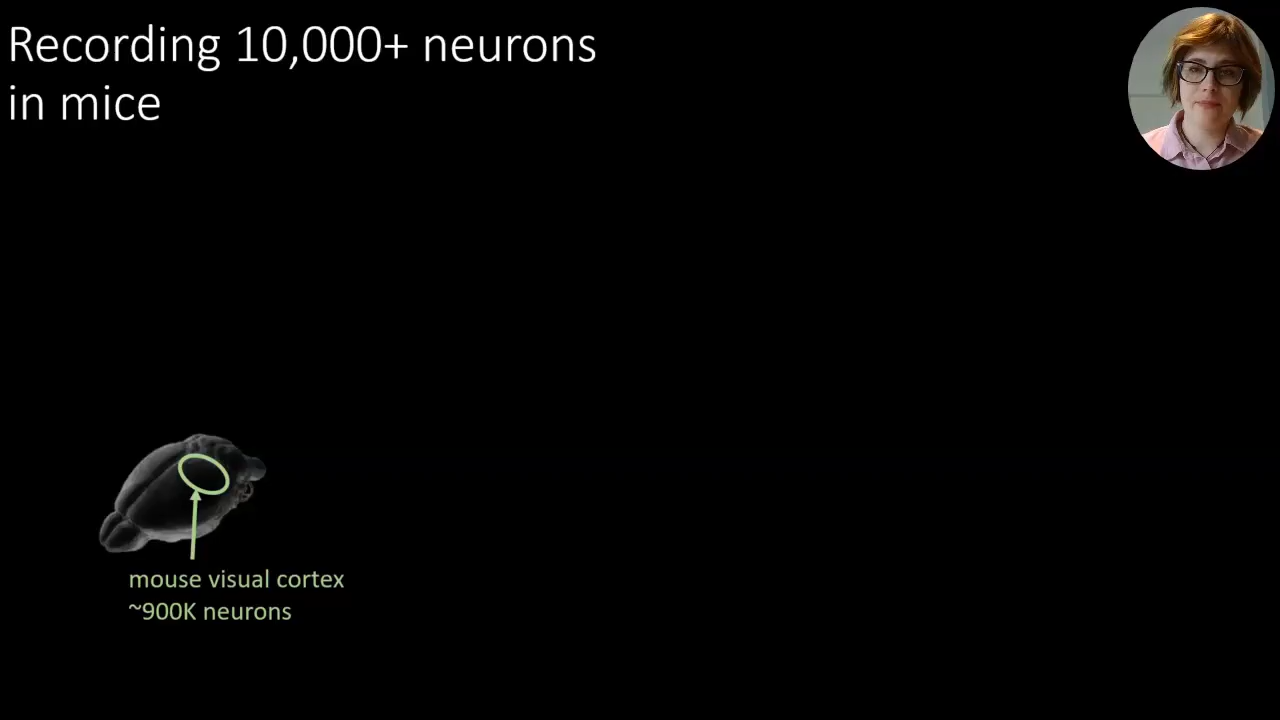 Recording 10,000+ neurons
in mice
mouse visual cortex
~900K neurons